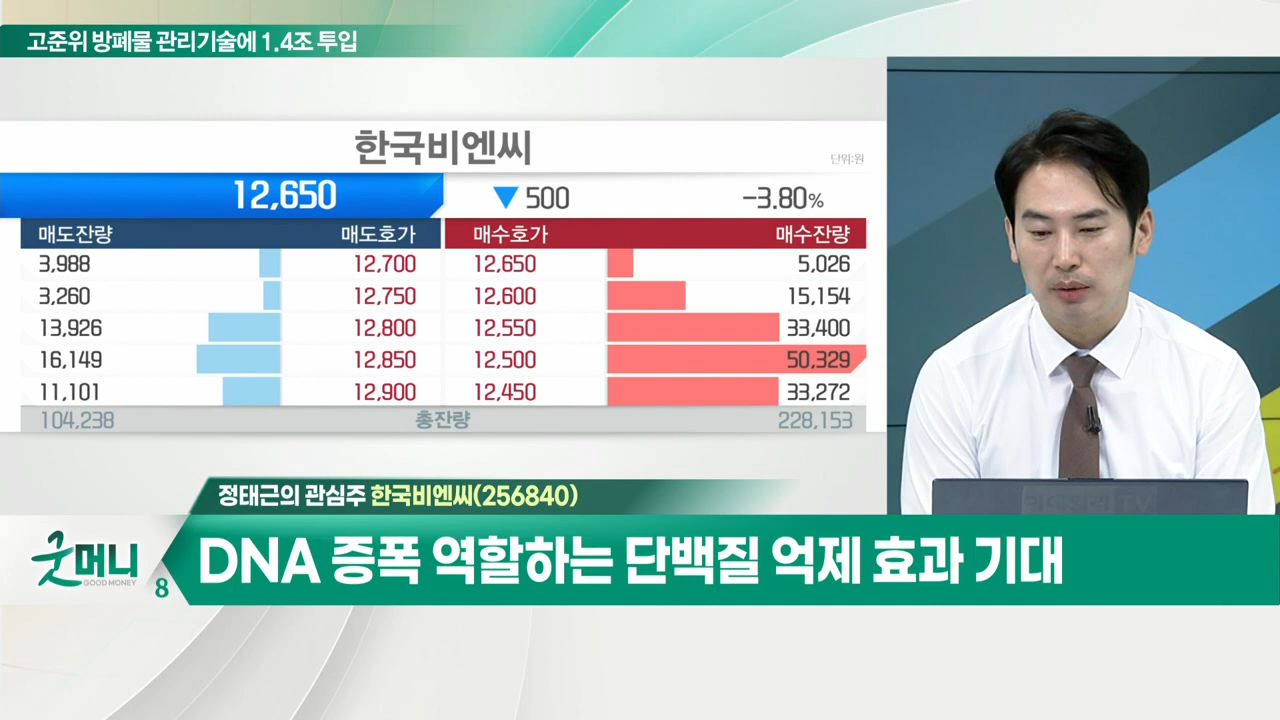 고준위 방폐물 관리기술에 1.4조 투입
한국비엔씨
단위:원
12,650 ▼500 -3.80%
매도잔량 매도호가 매수호가 매수잔량
3,988 12,700 12,650 5,026
3,260 12,750 12,600 15,154
13,926 12,800 12,550 33,400
16,149 12,850 12,500 50,329
11,101 12,900 12,450 33,272
104,238 총잔량 228,153
정태근의 관심주 한국비엔씨(256840)
굿머니
GOOD MONEY
8
DNA 증폭 역할하는 단백질 억제 효과 기대
TV